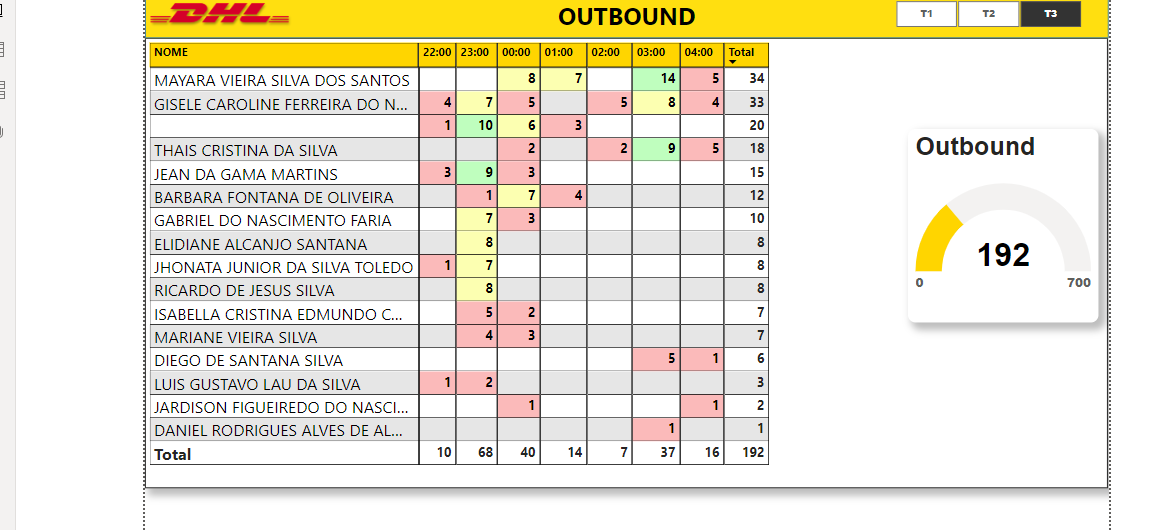 DHL OUTBOUND T1 T2 T3
NOME 22:00 23:00 00:00 01:00 02:00 03:00 04:00 Total
MAYARA VIEIRA SILVA DOS SANTOS 8 7 14 5 34
GISELE CAROLINE FERREIRA DO N... 4 7 5 5 8 4 33
1 10 6 3 20
THAIS CRISTINA DA SILVA 2 2 9 5 18
JEAN DA GAMA MARTINS 3 9 3 15
BARBARA FONTANA DE OLIVEIRA 1 7 4 12
GABRIEL DO NASCIMENTO FARIA 7 3 10
ELIDIANE ALCANJO SANTANA 8 8
JHONATA JUNIOR DA SILVA TOLEDO 1 7 8
RICARDO DE JESUS SILVA 8 8
ISABELLA CRISTINA EDMUNDO C... 5 2 7
MARIANE VIEIRA SILVA 4 3 7
DIEGO DE SANTANA SILVA 5 1 6
LUIS GUSTAVO LAU DA SILVA 1 2 3
JARDISON FIGUEIREDO DO NASCI... 1 1 2
DANIEL RODRIGUES ALVES DE AL... 1 1
Total 10 68 40 14 7 37 16 192
Outbound
192
0 700